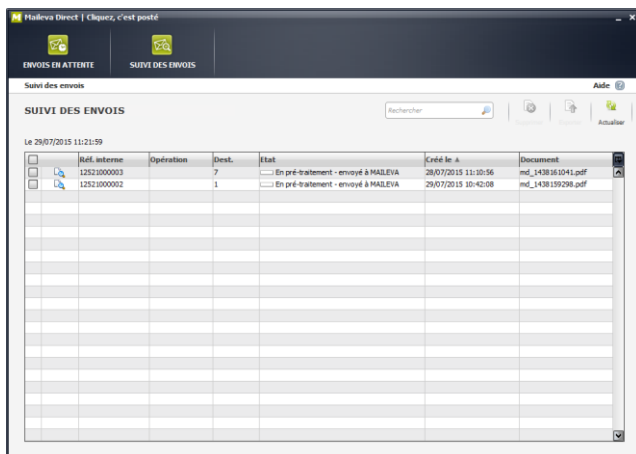 Maileva Direct | Cliquez, c'est posté
ENVOIS EN ATTENTE SUIVI DES ENVOIS
Suivi des envois Aide
SUIVI DES ENVOIS Rechercher
Actualiser
Le 29/07/2015 11:21:59
Réf. interne Opération Dest. Etat Créé le Document
12521000003 7 En pré-traitement - envoyé à MAILEVA 28/07/2015 11:10:56 md_1438161041.pdf
12521000002 1 En pré-traitement - envoyé à MAILEVA 29/07/2015 10:42:08 md_1438159298.pdf